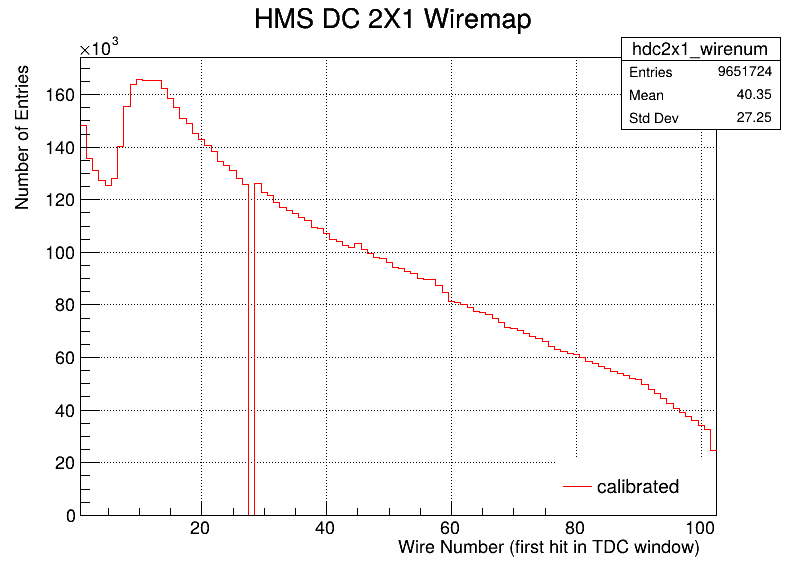 HMS DC 2X1 Wiremap
×10³
hdc2x1_wirenum
Entries 9651724
Mean 40.35
Std Dev 27.25
Number of Entries
160
140
120
100
80
60
40
20
0
calibrated
20 40 60 80 100
Wire Number (first hit in TDC window)